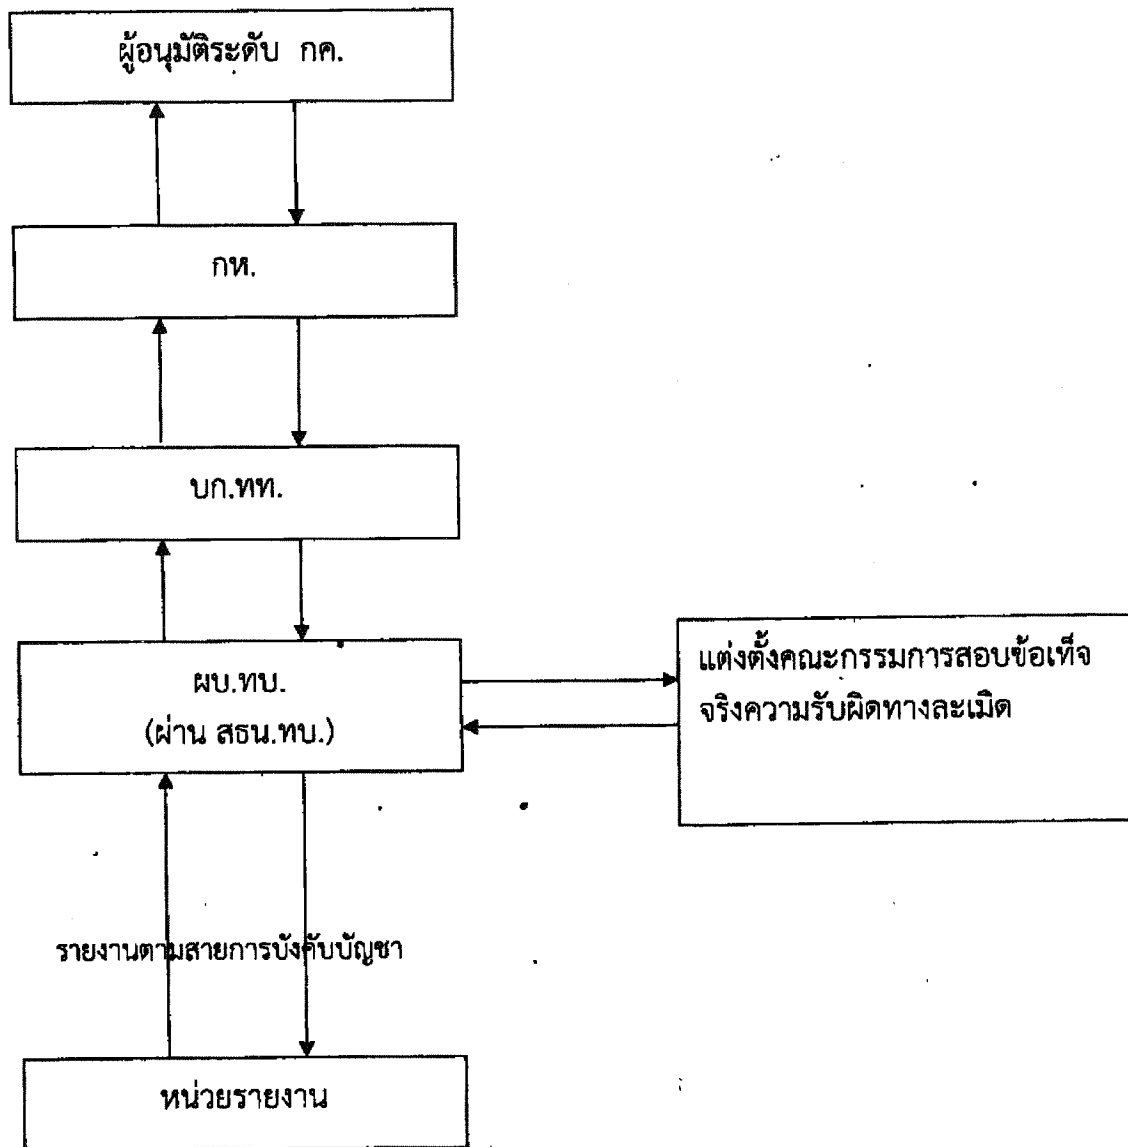 ผู้อนุมัติระดับ กค.
กห.
บก.ทท.
ผบ.ทบ.
(ผ่าน สธน.ทบ.)
แต่งตั้งคณะกรรมการสอบข้อเท็จ
จริงความรับผิดทางละเมิด
รายงานตามสายการบังคับบัญชา
หน่วยรายงาน